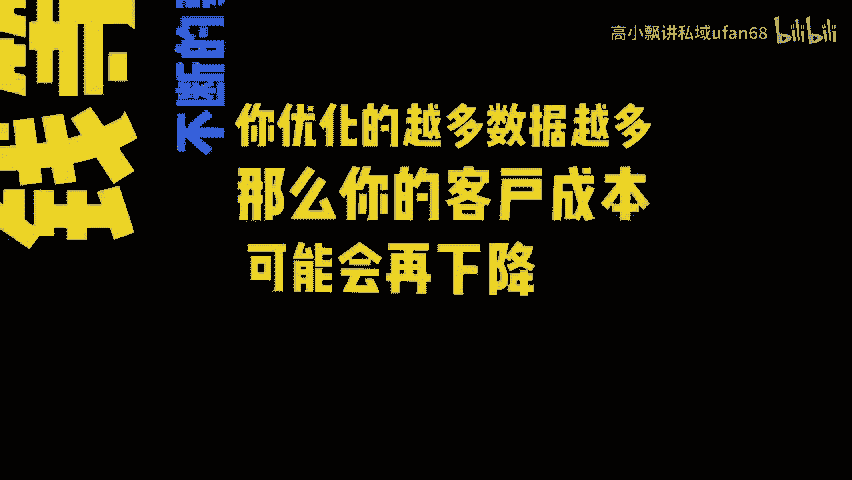 高小飘讲私域ufan68 bilibili
不断的
你优化的越多数据越多
那么你的客户成本
可能会再下降
钱